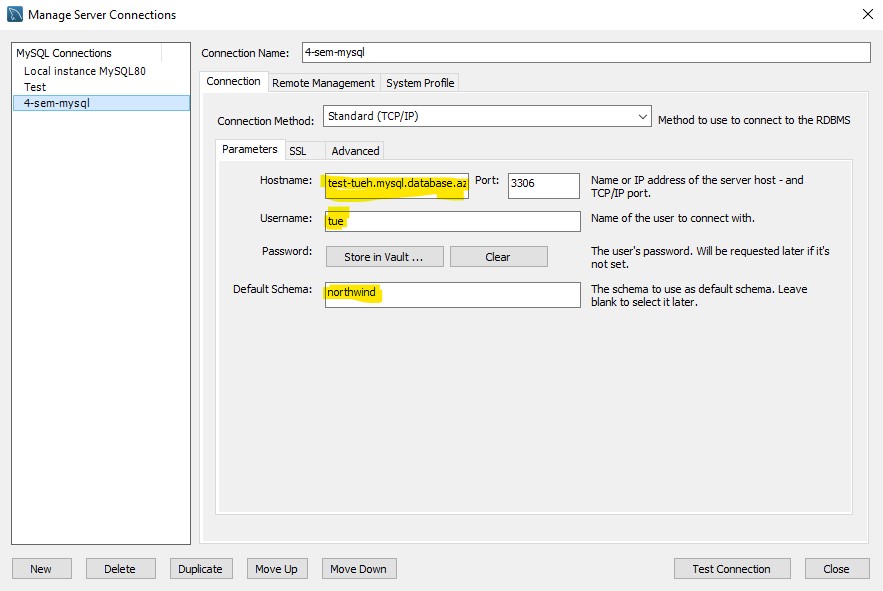 Manage Server Connections
MySQL Connections
Local instance MySQL80
Test
4-sem-mysql
Connection Name: 4-sem-mysql
Connection Remote Management System Profile
Connection Method: Standard (TCP/IP) Method to use to connect to the RDBMS
Parameters SSL Advanced
Hostname: test-tueh.mysql.database.az Port: 3306 Name or IP address of the server host - and
TCP/IP port.
Username: tue Name of the user to connect with.
Password: Store in Vault ... Clear The user's password. Will be requested later if it's
not set.
Default Schema: northwind The schema to use as default schema. Leave
blank to select it later.
New Delete Duplicate Move Up Move Down Test Connection Close